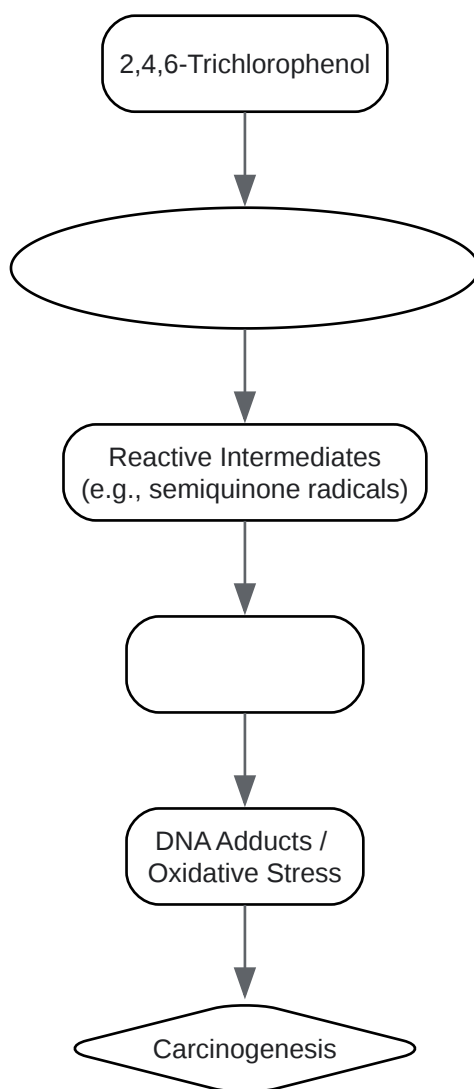 2,4,6-Trichlorophenol
Reactive Intermediates
(e.g., semiquinone radicals)
DNA Adducts /
Oxidative Stress
Carcinogenesis